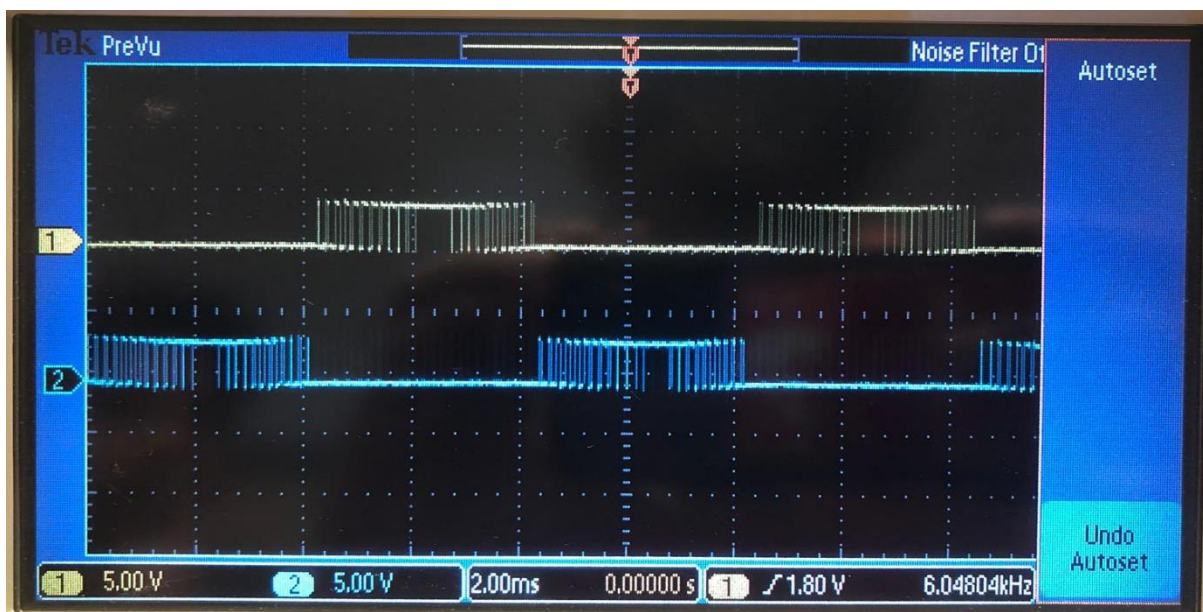 Tek PreVu
Noise Filter Of
Autoset
1
2
Undo
Autoset
1 5.00 V 2 5.00 V 2.00ms 0.00000 s 1 1.80 V 6.04804kHz